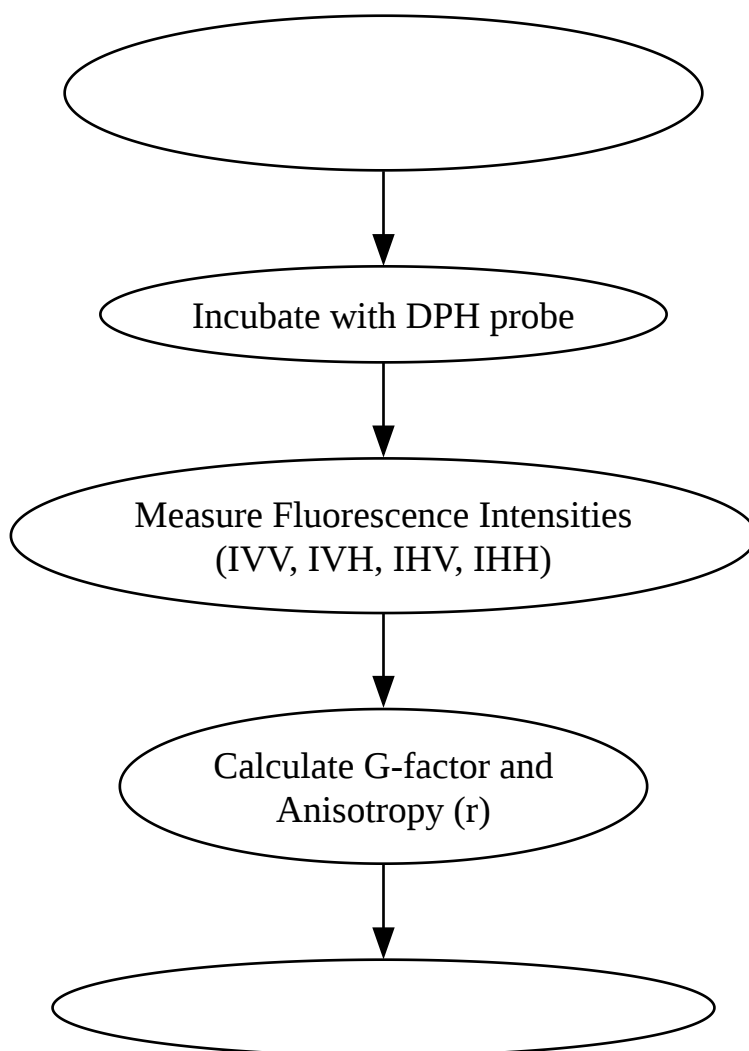 Incubate with DPH probe
Measure Fluorescence Intensities
(IVV, IVH, IHV, IHH)
Calculate G-factor and
Anisotropy (r)